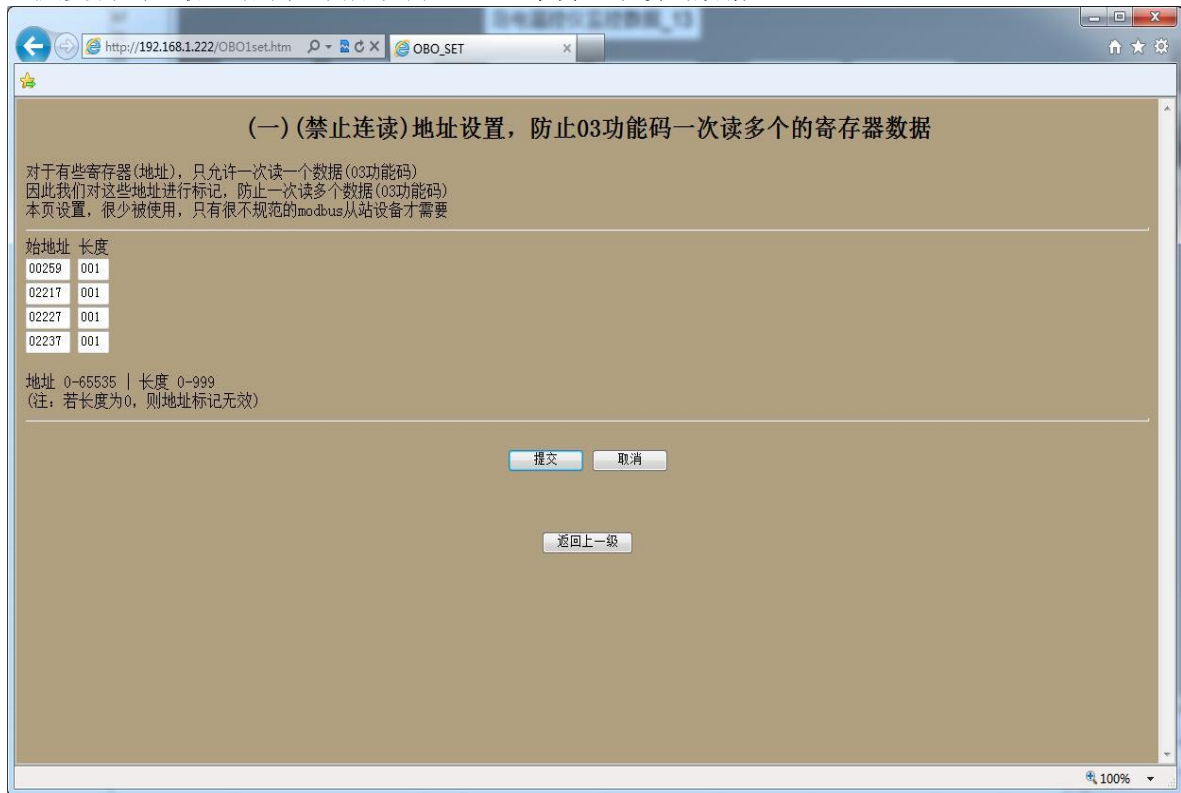 http://192.168.1.222/OBO1set.htm
OBO_SET
(一)(禁止连读)地址设置，防止03功能码一次读多个的寄存器数据
对于有些寄存器(地址)，只允许一次读一个数据(03功能码)
因此我们对这些地址进行标记，防止一次读多个数据(03功能码)
本页设置，很少被使用，只有很不规范的modbus从站设备才需要
始地址 长度
00259 001
02217 001
02227 001
02237 001
地址 0-65535 | 长度 0-999
(注：若长度为0，则地址标记无效)
提交 取消
返回上一级
100%